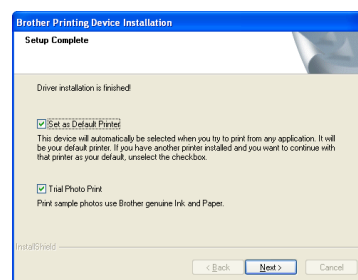 Brother Printing Device Installation
Setup Complete
Driver installation is finished!
Set as Default Printer
This device will automatically be selected when you try to print from any application. It will
be your default printer. If you have another printer installed and you want to continue with
that printer as your default, unselect the checkbox.
Trial Photo Print
Print sample photos use Brother genuine Ink and Paper.
InstallShield
< Back
Next >
Cancel